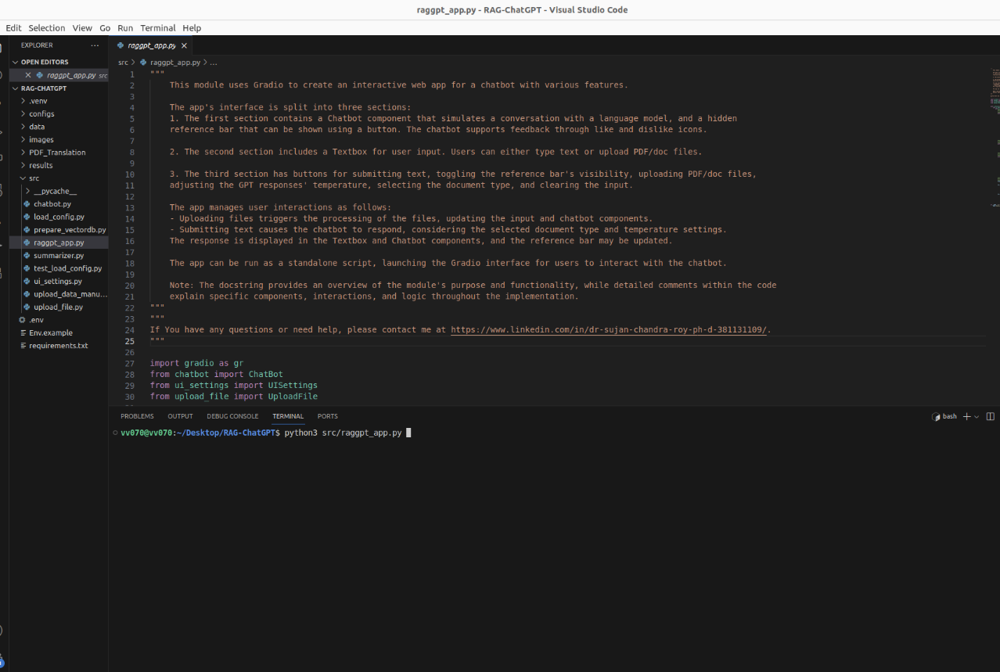 raggpt_app.py - RAG-ChatGPT - Visual Studio Code
Edit Selection View Go Run Terminal Help
EXPLORER ...
OPEN EDITORS
raggpt_app.py src
RAG-CHATGPT
.venv
configs
data
images
PDF_Translation
results
src
__pycache__
chatbot.py
load_config.py
prepare_vectordb.py
raggpt_app.py
summarizer.py
test_load_config.py
ui_settings.py
upload_data_manu...
upload_file.py
.env
Env.example
requirements.txt
raggpt_app.py
src > raggpt_app.py > ...
1 """
2 This module uses Gradio to create an interactive web app for a chatbot with various features.
3
4 The app's interface is split into three sections:
5 1. The first section contains a Chatbot component that simulates a conversation with a language model, and a hidden
6 reference bar that can be shown using a button. The chatbot supports feedback through like and dislike icons.
7
8 2. The second section includes a Textbox for user input. Users can either type text or upload PDF/doc files.
9
10 3. The third section has buttons for submitting text, toggling the reference bar's visibility, uploading PDF/doc files,
11 adjusting the GPT responses' temperature, selecting the document type, and clearing the input.
12
13 The app manages user interactions as follows:
14 - Uploading files triggers the processing of the files, updating the input and chatbot components.
15 - Submitting text causes the chatbot to respond, considering the selected document type and temperature settings.
16 The response is displayed in the Textbox and Chatbot components, and the reference bar may be updated.
17
18 The app can be run as a standalone script, launching the Gradio interface for users to interact with the chatbot.
19
20 Note: The docstring provides an overview of the module's purpose and functionality, while detailed comments within the code
21 explain specific components, interactions, and logic throughout the implementation.
22 """
23 """
24 If You have any questions or need help, please contact me at https://www.linkedin.com/in/dr-sujan-chandra-roy-ph-d-381131109/.
25 """
26
27 import gradio as gr
28 from chatbot import ChatBot
29 from ui_settings import UISettings
30 from upload_file import UploadFile
PROBLEMS OUTPUT DEBUG CONSOLE TERMINAL PORTS
bash
vv070@vv070:~/Desktop/RAG-ChatGPT$ python3 src/raggpt_app.py